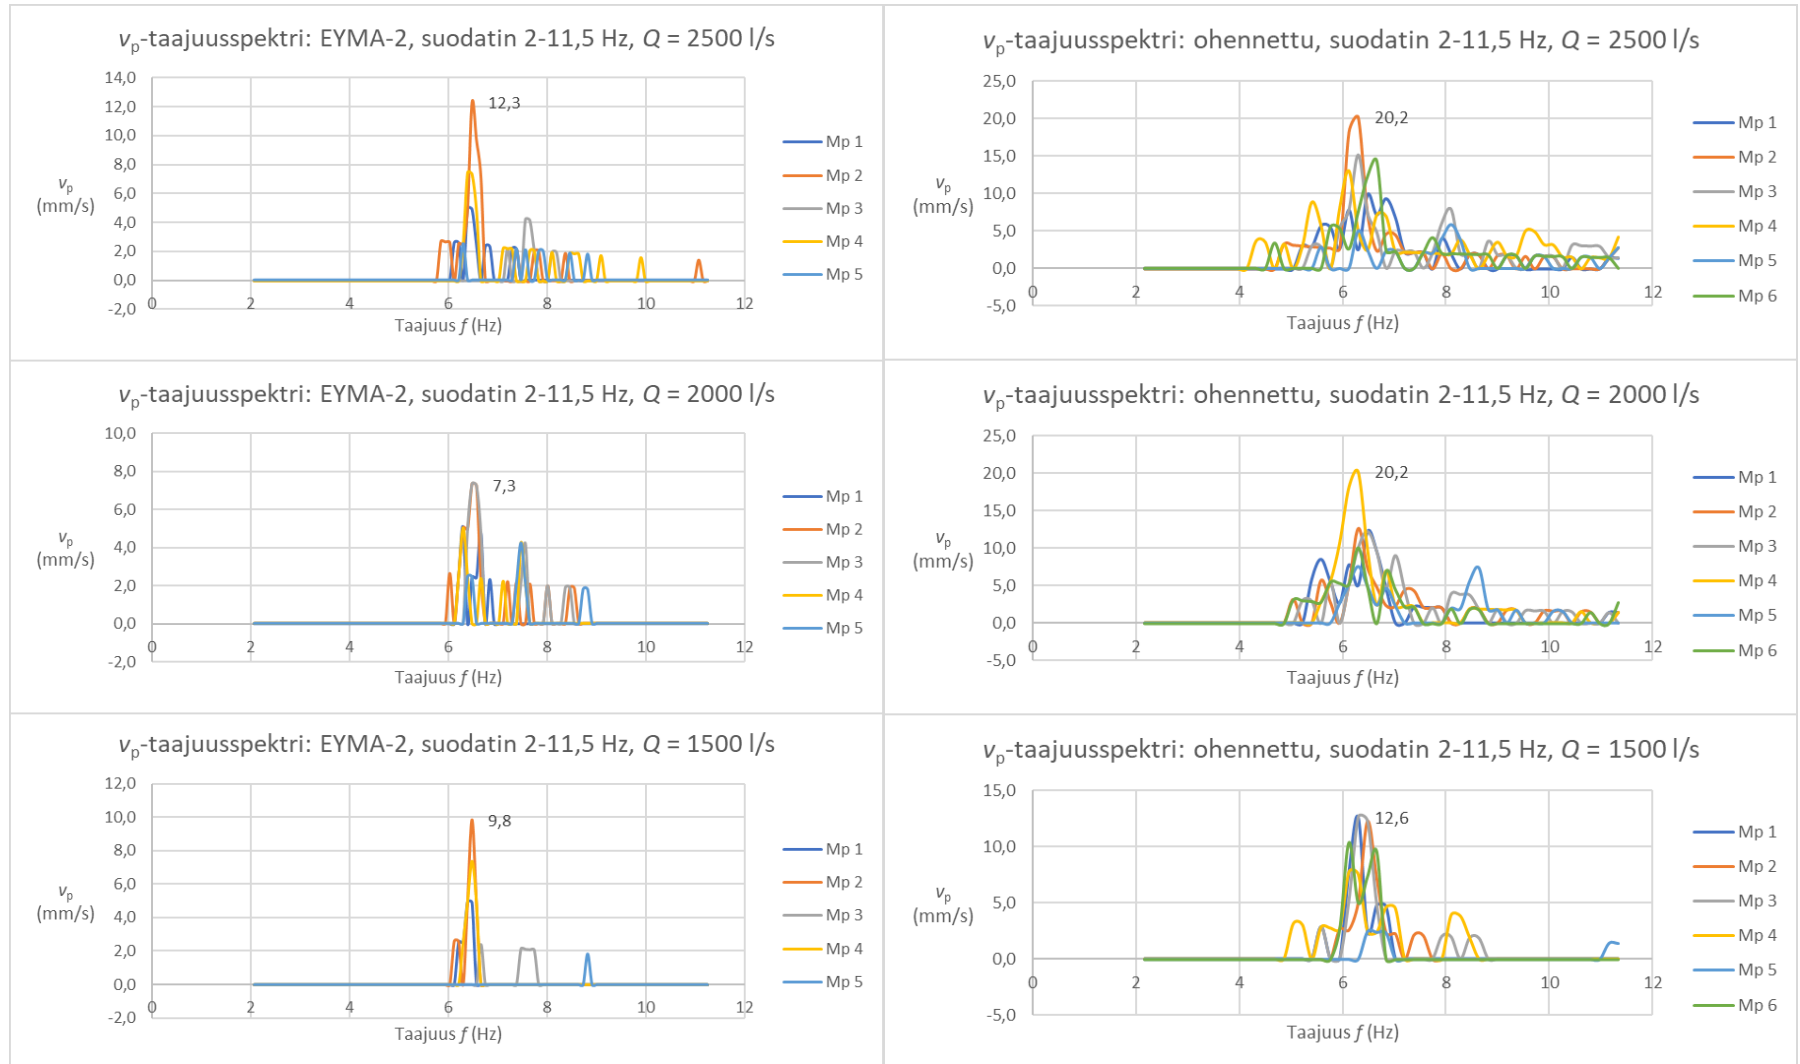 vp-taajuusspektri: EYMA-2, suodatin 2-11,5 Hz, Q = 2500 l/s
14,0
12,0
10,0
8,0
6,0
4,0
2,0
0,0
-2,0
vp
(mm/s)
12,3
0 2 4 6 8 10 12
Taajuus f (Hz)
Mp 1
Mp 2
Mp 3
Mp 4
Mp 5
vp-taajuusspektri: ohennettu, suodatin 2-11,5 Hz, Q = 2500 l/s
25,0
20,0
15,0
10,0
5,0
0,0
-5,0
vp
(mm/s)
20,2
0 2 4 6 8 10 12
Taajuus f (Hz)
Mp 1
Mp 2
Mp 3
Mp 4
Mp 5
Mp 6
vp-taajuusspektri: EYMA-2, suodatin 2-11,5 Hz, Q = 2000 l/s
10,0
8,0
6,0
4,0
2,0
0,0
-2,0
vp
(mm/s)
7,3
0 2 4 6 8 10 12
Taajuus f (Hz)
Mp 1
Mp 2
Mp 3
Mp 4
Mp 5
vp-taajuusspektri: ohennettu, suodatin 2-11,5 Hz, Q = 2000 l/s
25,0
20,0
15,0
10,0
5,0
0,0
-5,0
vp
(mm/s)
20,2
0 2 4 6 8 10 12
Taajuus f (Hz)
Mp 1
Mp 2
Mp 3
Mp 4
Mp 5
Mp 6
vp-taajuusspektri: EYMA-2, suodatin 2-11,5 Hz, Q = 1500 l/s
12,0
10,0
8,0
6,0
4,0
2,0
0,0
-2,0
vp
(mm/s)
9,8
0 2 4 6 8 10 12
Taajuus f (Hz)
Mp 1
Mp 2
Mp 3
Mp 4
Mp 5
vp-taajuusspektri: ohennettu, suodatin 2-11,5 Hz, Q = 1500 l/s
15,0
10,0
5,0
0,0
-5,0
vp
(mm/s)
12,6
0 2 4 6 8 10 12
Taajuus f (Hz)
Mp 1
Mp 2
Mp 3
Mp 4
Mp 5
Mp 6